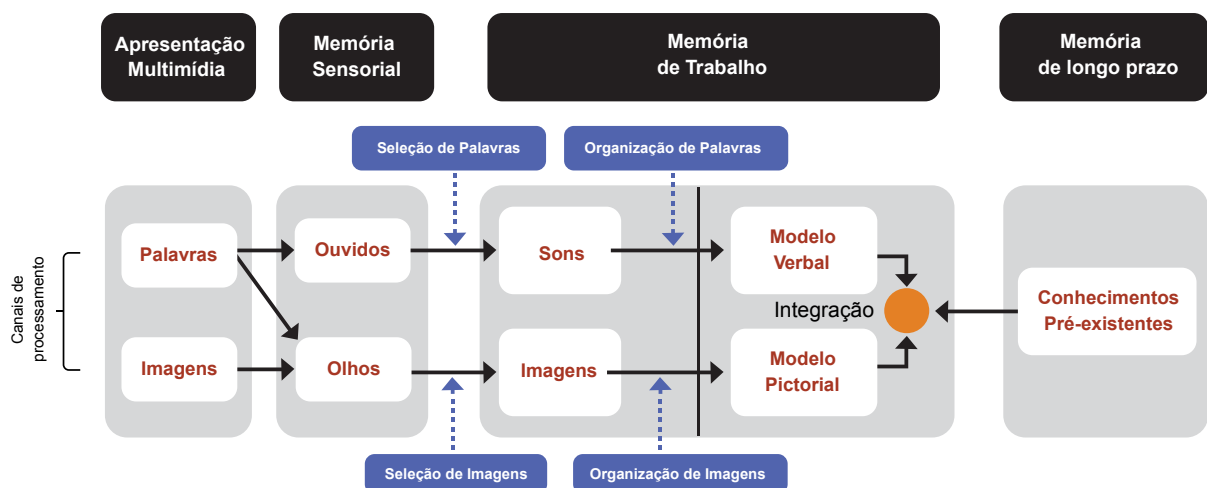 Apresentação
Multimídia
Memória
Sensorial
Memória
de Trabalho
Memória
de longo prazo
Seleção de Palavras
Organização de Palavras
Canais de
processamento
Palavras
Ouvidos
Sons
Modelo
Verbal
Integração
Conhecimentos
Pré-existentes
Imagens
Olhos
Imagens
Modelo
Pictorial
Seleção de Imagens
Organização de Imagens